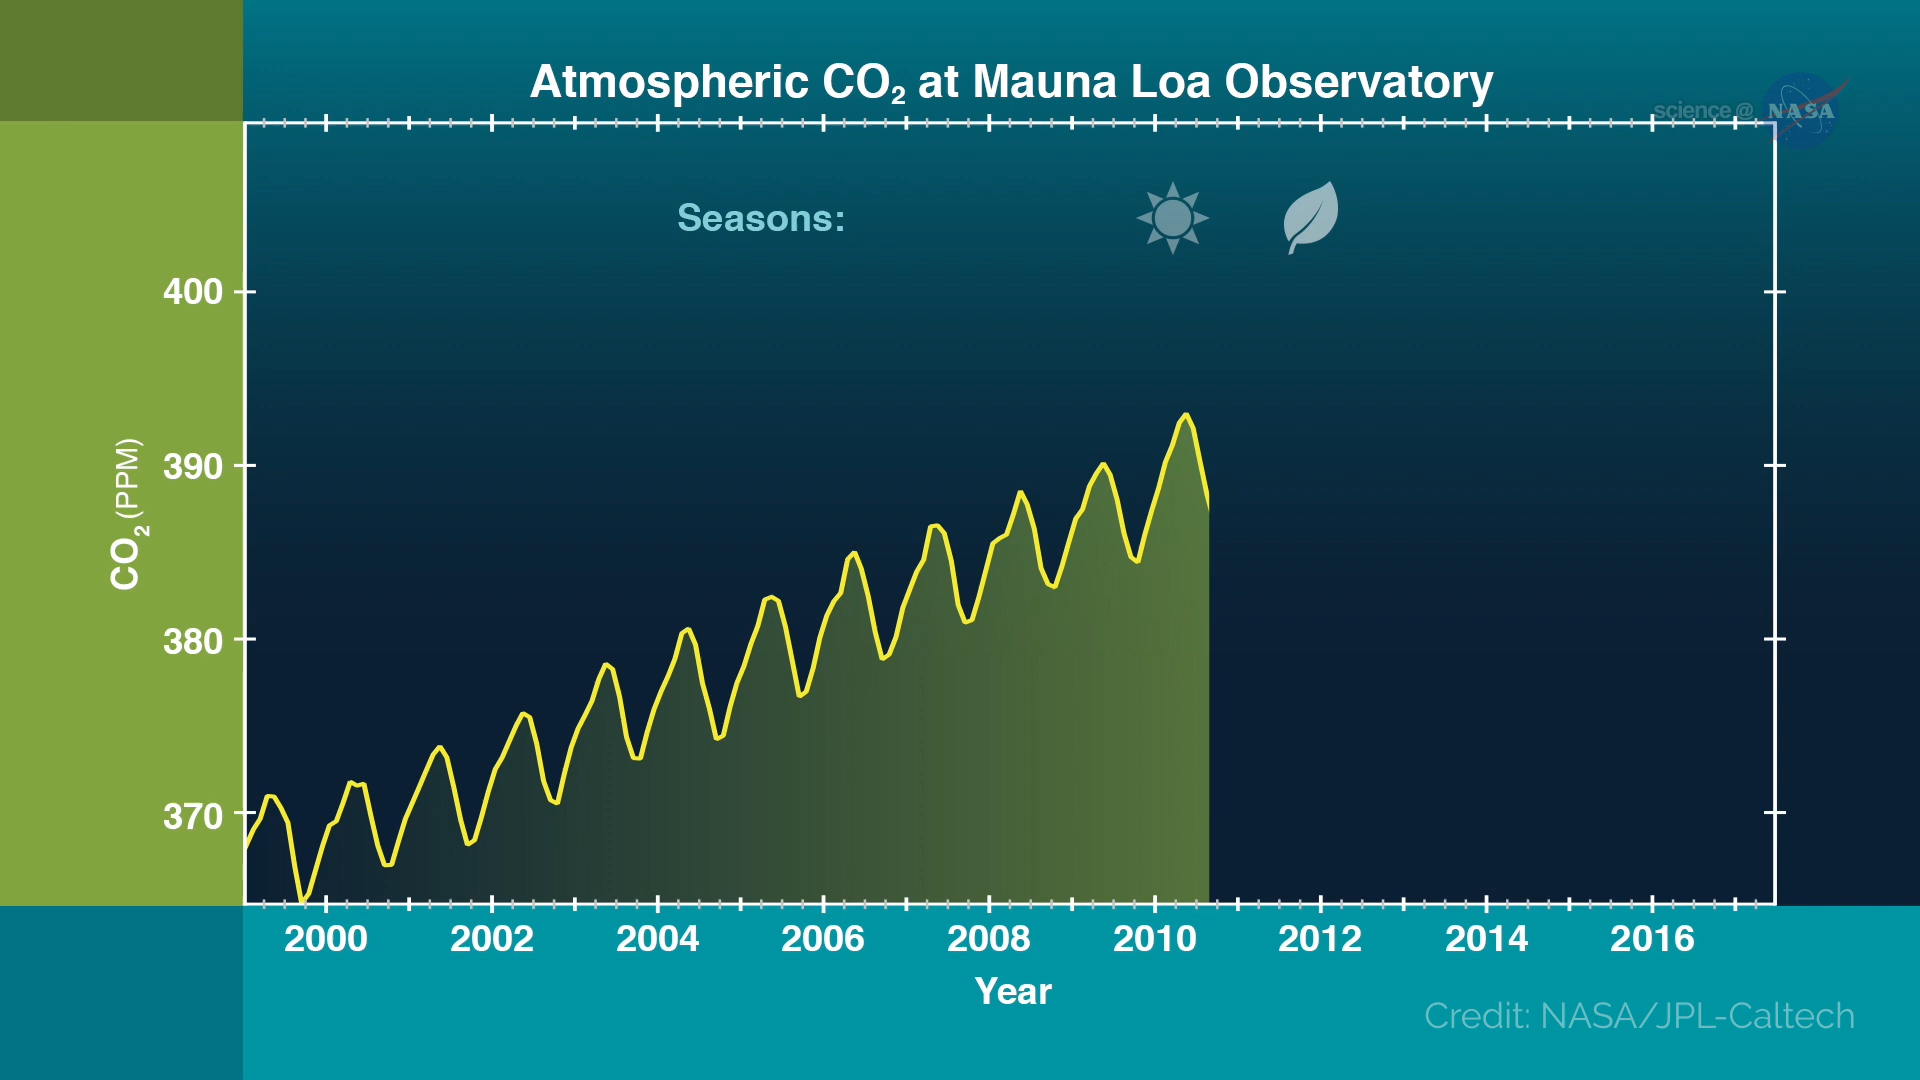 Atmospheric CO₂ at Mauna Loa Observatory
science@ NASA
Seasons:
400
390
380
370
CO₂ (PPM)
2000 2002 2004 2006 2008 2010 2012 2014 2016
Year
Credit: NASA/JPL-Caltech